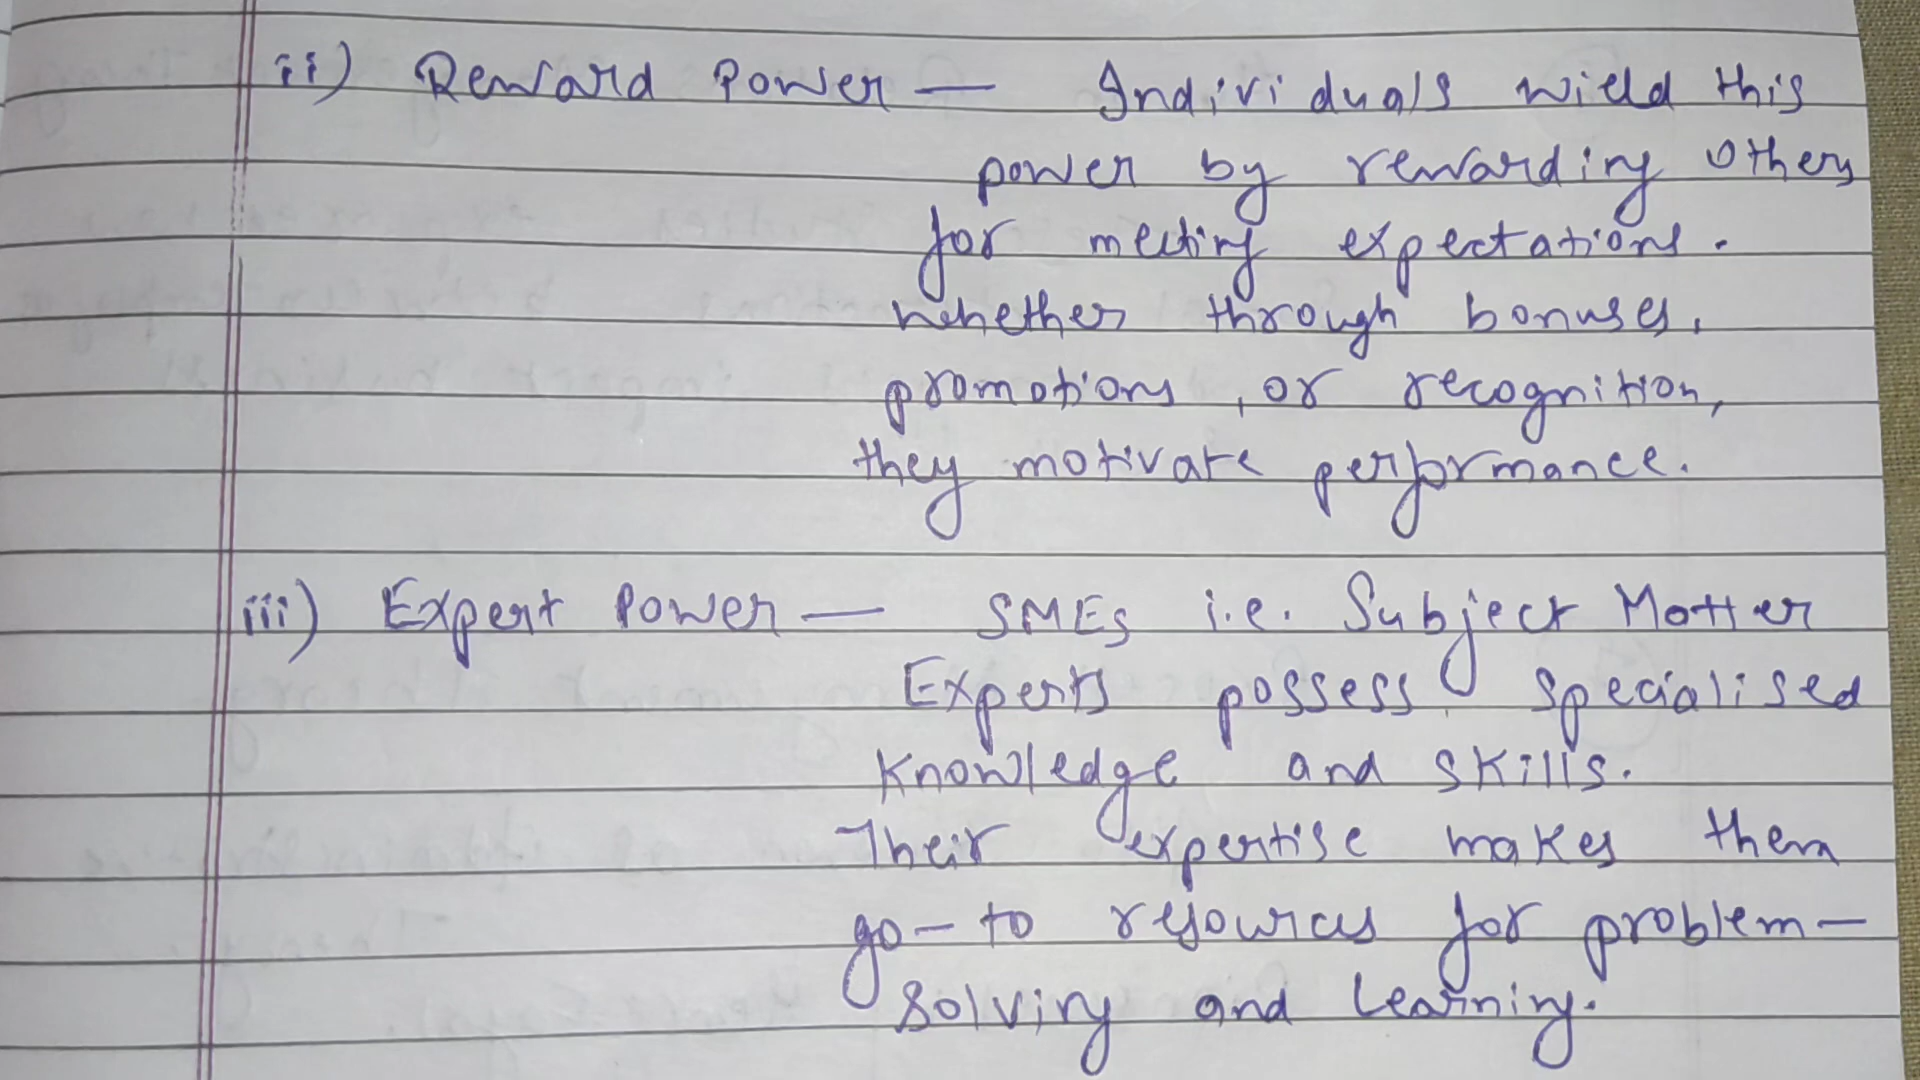 ii) Reward Power — Individuals wield this
power by rewarding others
for meeting expectations.
whether through bonuses,
promotions, or recognition,
they motivate performance.
iii) Expert Power — SMEs i.e. Subject Matter
Experts possess specialised
knowledge and skills.
Their expertise makes them
go-to resources for problem-
solving and learning.